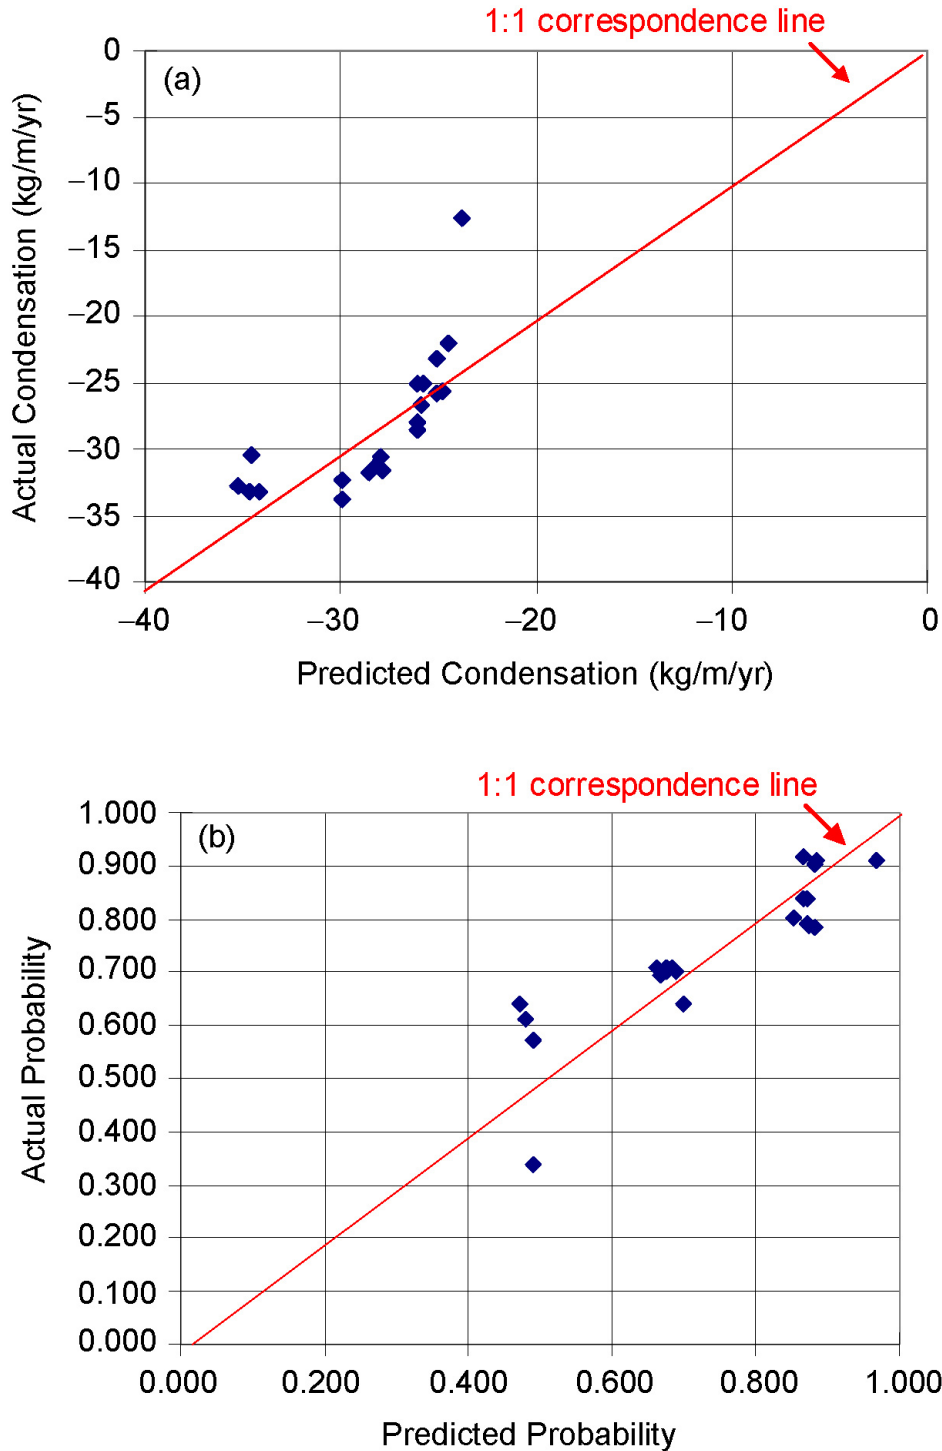 1:1 correspondence line
(a)
Actual Condensation (kg/m/yr)
0
–5
–10
–15
–20
–25
–30
–35
–40
–40 –30 –20 –10 0
Predicted Condensation (kg/m/yr)
1:1 correspondence line
(b)
Actual Probability
1.000
0.900
0.800
0.700
0.600
0.500
0.400
0.300
0.200
0.100
0.000
0.000 0.200 0.400 0.600 0.800 1.000
Predicted Probability